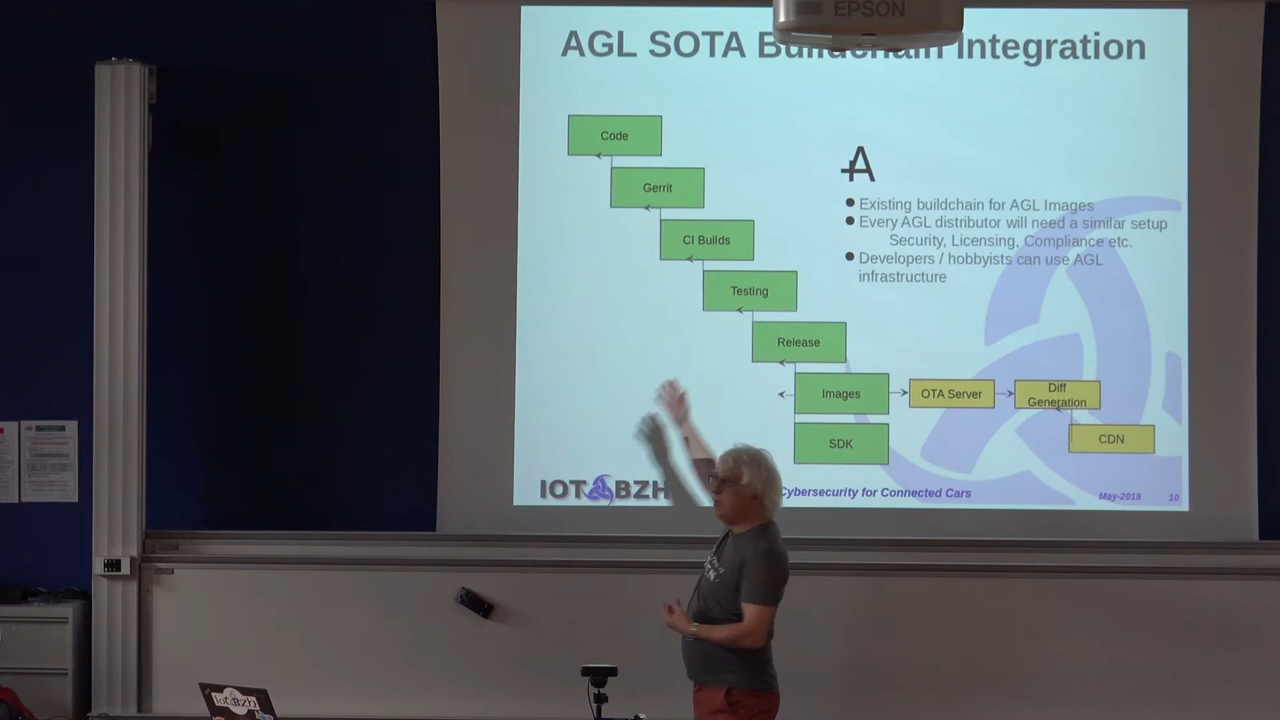 EPSON
AGL SOTA Buildchain Integration
Code
Gerrit
CI Builds
Testing
Release
Images
SDK
OTA Server
Diff
Generation
CDN
A
Existing buildchain for AGL Images
Every AGL distributor will need a similar setup
Security, Licensing, Compliance etc.
Developers / hobbyists can use AGL
infrastructure
IOT BZH
Cybersecurity for Connected Cars
May-2018
10
IoT Bzh